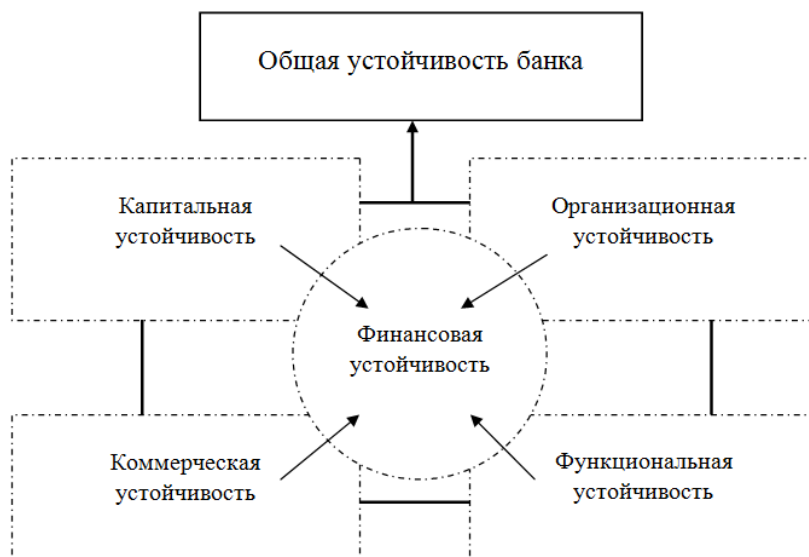 Общая устойчивость банка
Капитальная
устойчивость
Организационная
устойчивость
Финансовая
устойчивость
Коммерческая
устойчивость
Функциональная
устойчивость